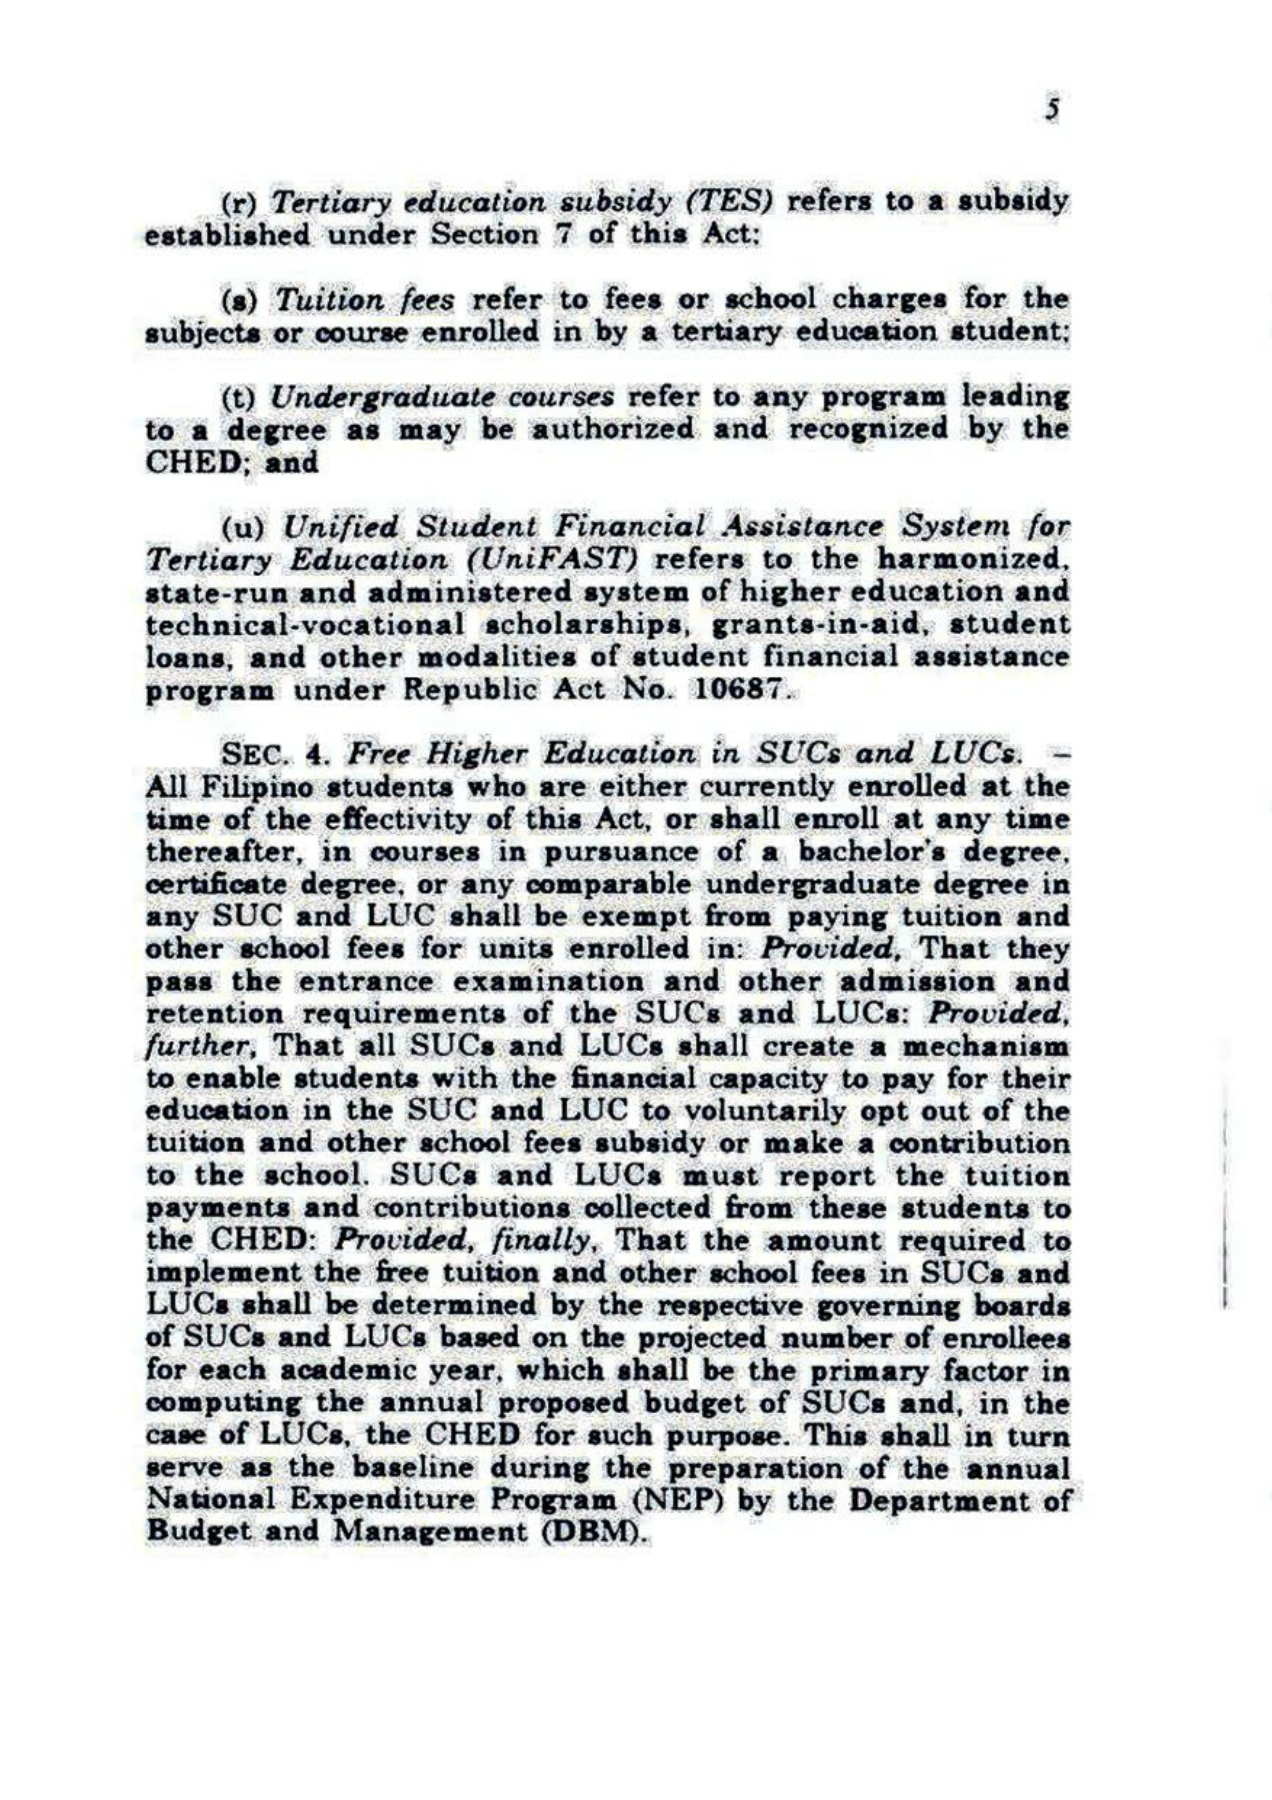 5
(r) Tertiary education subsidy (TES) refers to a subsidy
established under Section 7 of this Act;
(s) Tuition fees refer to fees or school charges for the
subjects or course enrolled in by a tertiary education student;
(t) Undergraduate courses refer to any program leading
to a degree as may be authorized and recognized by the
CHED; and
(u) Unified Student Financial Assistance System for
Tertiary Education (UniFAST) refers to the harmonized,
state-run and administered system of higher education and
technical-vocational scholarships, grants-in-aid, student
loans, and other modalities of student financial assistance
program under Republic Act No. 10687.
SEC. 4. Free Higher Education in SUCs and LUCs. –
All Filipino students who are either currently enrolled at the
time of the effectivity of this Act, or shall enroll at any time
thereafter, in courses in pursuance of a bachelor's degree,
certificate degree, or any comparable undergraduate degree in
any SUC and LUC shall be exempt from paying tuition and
other school fees for units enrolled in: Provided, That they
pass the entrance examination and other admission and
retention requirements of the SUCs and LUCs: Provided,
further, That all SUCs and LUCs shall create a mechanism
to enable students with the financial capacity to pay for their
education in the SUC and LUC to voluntarily opt out of the
tuition and other school fees subsidy or make a contribution
to the school. SUCs and LUCs must report the tuition
payments and contributions collected from these students to
the CHED: Provided, finally, That the amount required to
implement the free tuition and other school fees in SUCs and
LUCs shall be determined by the respective governing boards
of SUCs and LUCs based on the projected number of enrollees
for each academic year, which shall be the primary factor in
computing the annual proposed budget of SUCs and, in the
case of LUCs, the CHED for such purpose. This shall in turn
serve as the baseline during the preparation of the annual
National Expenditure Program (NEP) by the Department of
Budget and Management (DBM).